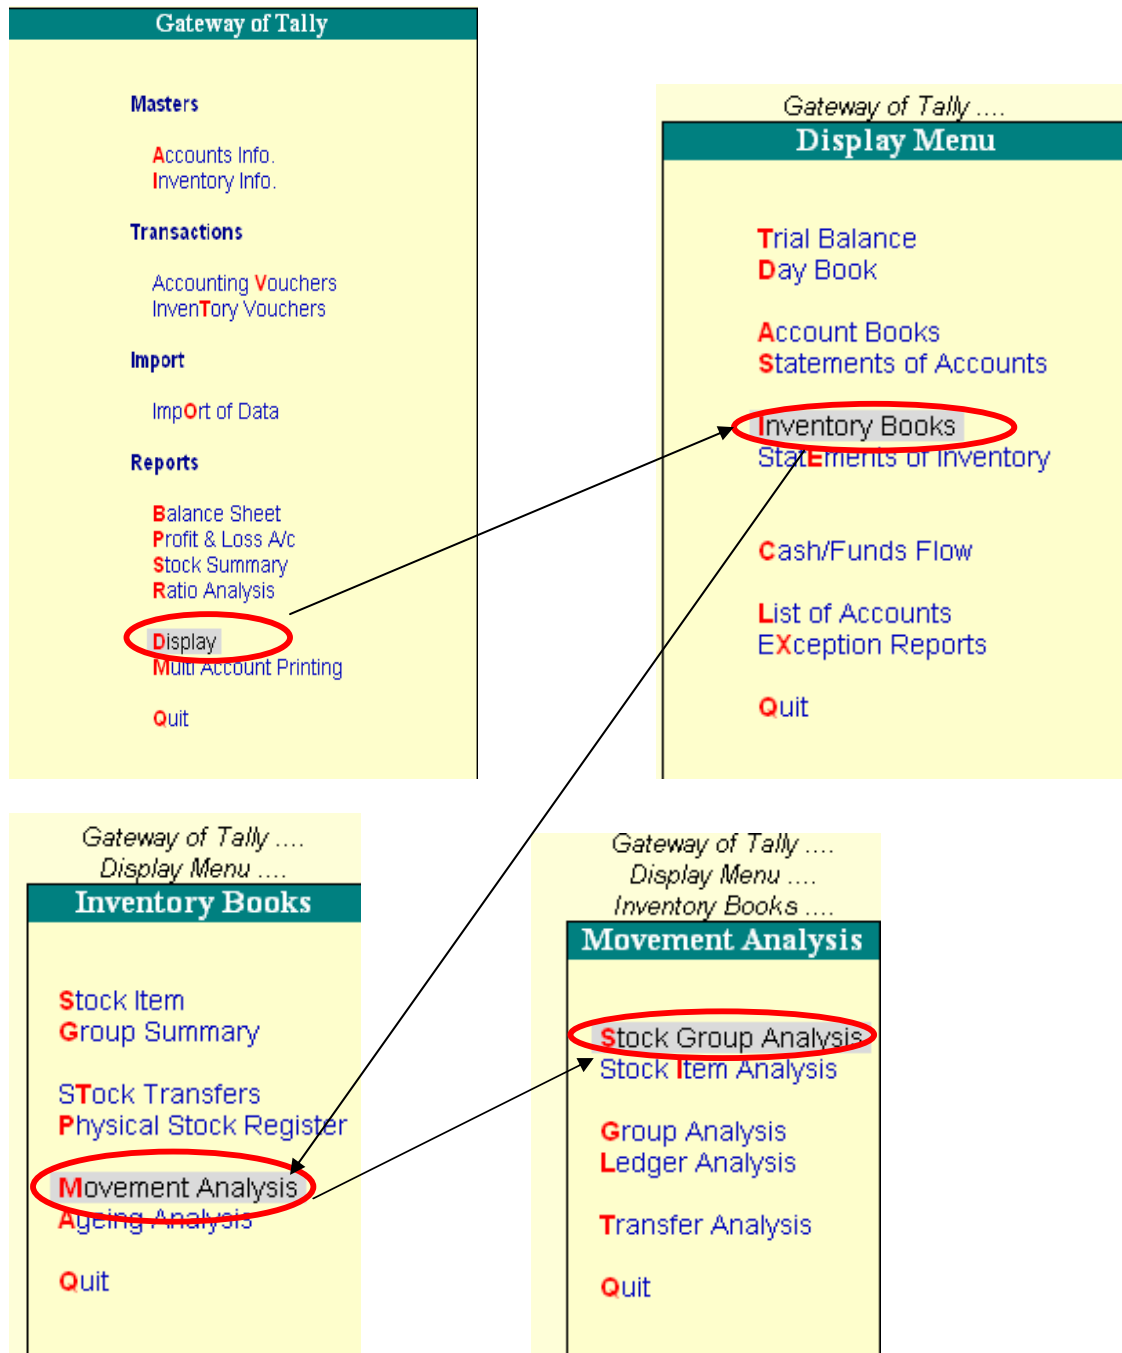 Gateway of Tally
Masters
Accounts Info.
Inventory Info.
Transactions
Accounting Vouchers
InvenTory Vouchers
Import
ImpOrt of Data
Reports
Balance Sheet
Profit & Loss A/c
Stock Summary
Ratio Analysis
Display
Multi Account Printing
Quit
Gateway of Tally ....
Display Menu
Trial Balance
Day Book
Account Books
Statements of Accounts
Inventory Books
StatEments of Inventory
Cash/Funds Flow
List of Accounts
EXception Reports
Quit
Gateway of Tally ....
Display Menu ....
Inventory Books
Stock Item
Group Summary
STock Transfers
Physical Stock Register
Movement Analysis
Ageing Analysis
Quit
Gateway of Tally ....
Display Menu ....
Inventory Books ....
Movement Analysis
Stock Group Analysis
Stock Item Analysis
Group Analysis
Ledger Analysis
Transfer Analysis
Quit